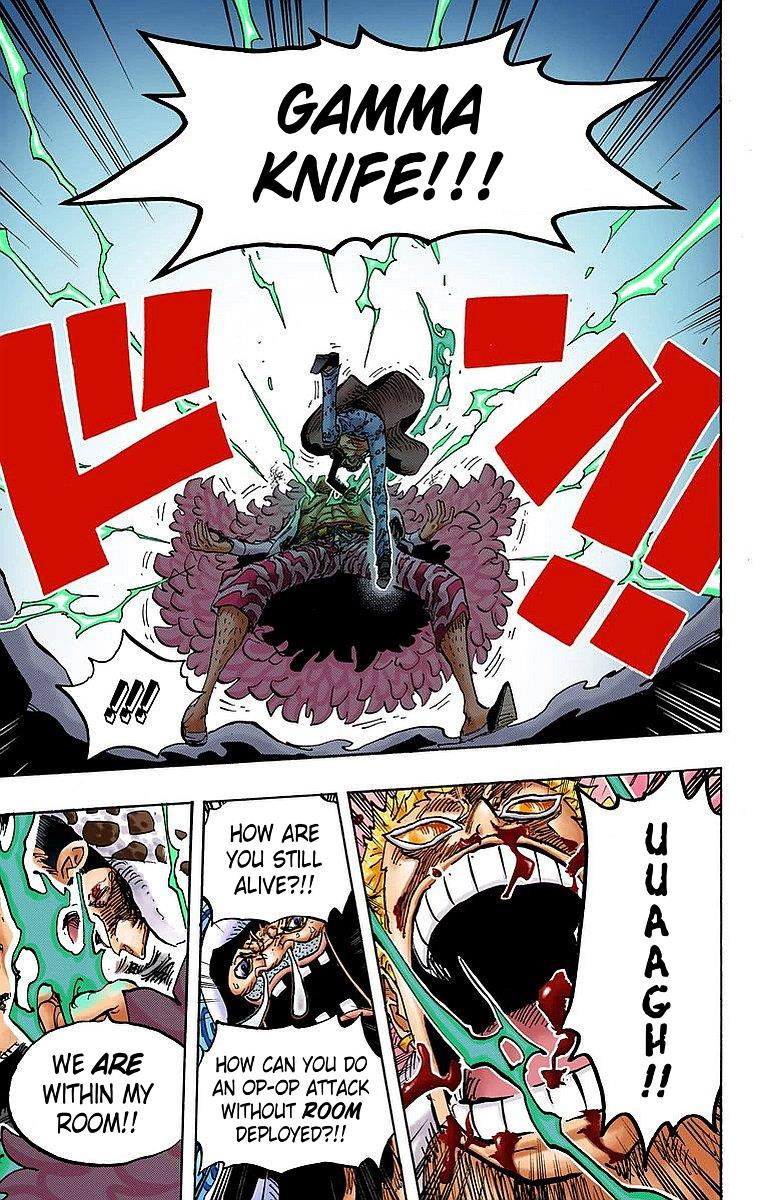 GAMMA
KNIFE!!!
ドン!!
!!!
UUAAGH!!
HOW ARE
YOU STILL
ALIVE?!!
HOW CAN YOU DO
AN OP-OP ATTACK
WITHOUT ROOM
DEPLOYED?!!
WE ARE
WITHIN MY
ROOM!!